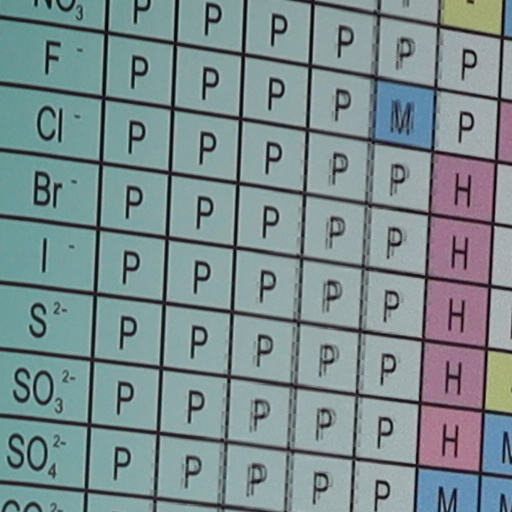 NO₃ P P P P P P
F⁻ P P P P M P
Cl⁻ P P P P P H
Br⁻ P P P P P H
I⁻ P P P P P H
S²⁻ P P P P P H
SO₃²⁻ P P P P P H
SO₄²⁻ P P P P P M